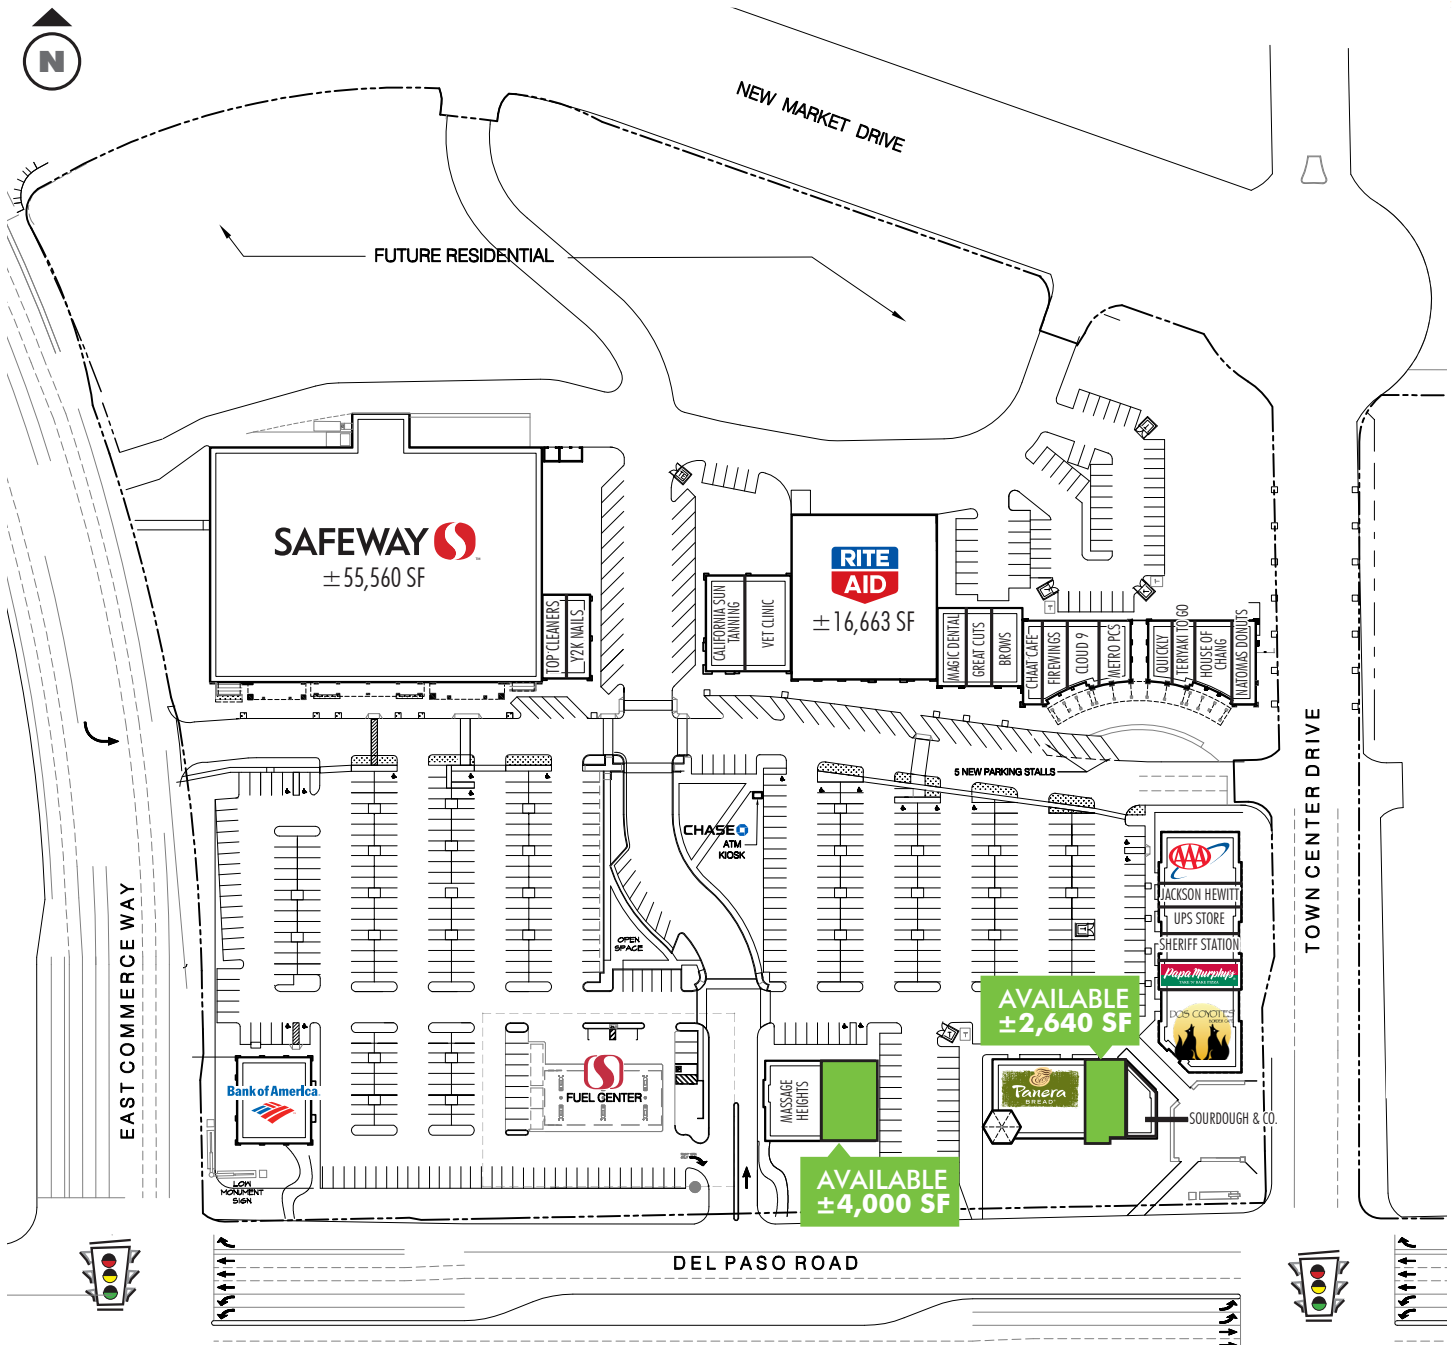 N
NEW MARKET DRIVE
FUTURE RESIDENTIAL
SAFEWAY
±55,560 SF
TOP CLEANERS
Y2K NAILS
CALIFORNIA SUN
TANNING
VET CLINIC
RITE
AID
±16,663 SF
MAGIC DENTAL
GREAT CUTS
BROWS
CHAAT CAFE
FIREWINGS
CLOUD 9
METRO PCS
QUICKLY
TERIYAKI TO GO
HOUSE OF
CHANG
NATOMAS DONUTS
5 NEW PARKING STALLS
CHASE
ATM
KIOSK
OPEN
SPACE
AAA
JACKSON HEWITT
UPS STORE
SHERIFF STATION
Papa Murphy's
TAKE 'N' BAKE PIZZA
DOS COYOTES
BORDER CAFE
AVAILABLE
±2,640 SF
Panera
BREAD
SOURDOUGH & CO.
MASSAGE
HEIGHTS
AVAILABLE
±4,000 SF
FUEL CENTER
Bank of America
LOW
MONUMENT
SIGN
EAST COMMERCE WAY
TOWN CENTER DRIVE
DEL PASO ROAD